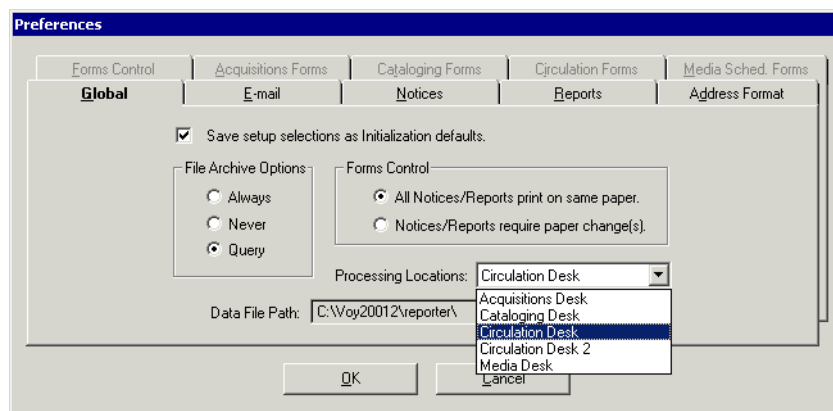 Preferences
Forms Control Acquisitions Forms Cataloging Forms Circulation Forms Media Sched. Forms
Global E-mail Notices Reports Address Format
Save setup selections as Initialization defaults.
File Archive Options
Always
Never
Query
Forms Control
All Notices/Reports print on same paper.
Notices/Reports require paper change(s).
Processing Locations: Circulation Desk
Acquisitions Desk
Cataloging Desk
Circulation Desk
Circulation Desk 2
Media Desk
Data File Path: C:\Voy20012\reporter\
OK Cancel